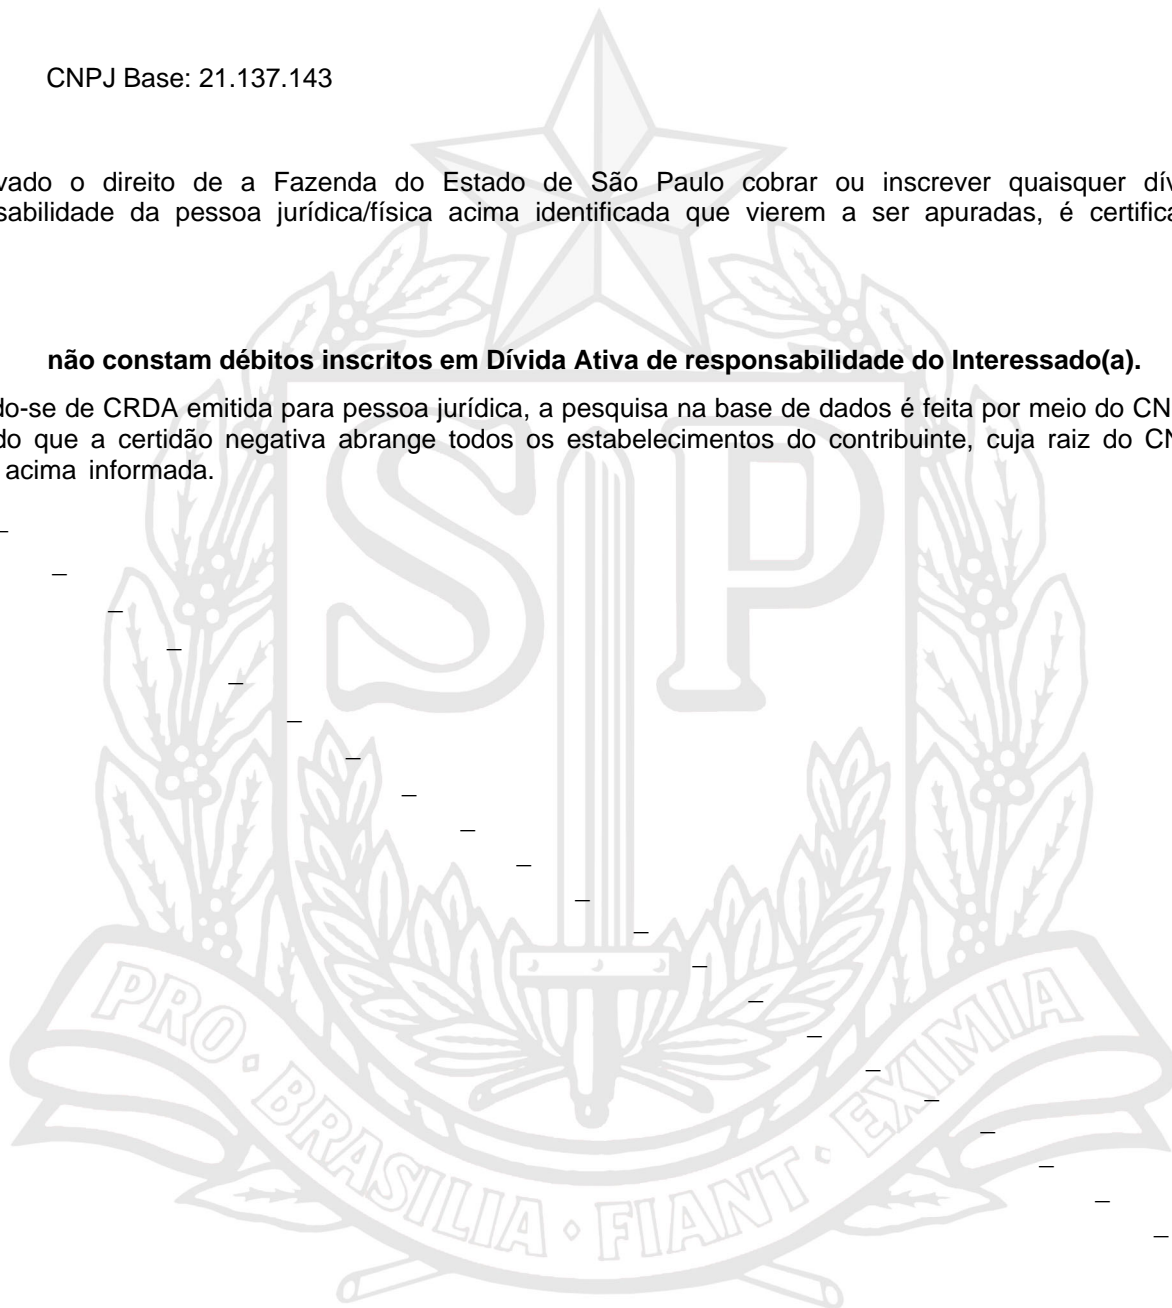 CNPJ Base: 21.137.143
vado o direito de a Fazenda do Estado de São Paulo cobrar ou inscrever quaisquer dív
sabilidade da pessoa jurídica/física acima identificada que vierem a ser apuradas, é certifica
não constam débitos inscritos em Dívida Ativa de responsabilidade do Interessado(a).
do-se de CRDA emitida para pessoa jurídica, a pesquisa na base de dados é feita por meio do CN
do que a certidão negativa abrange todos os estabelecimentos do contribuinte, cuja raiz do CN
acima informada.
SP
PRO · BRASILIA · FIANT · EXIMIA